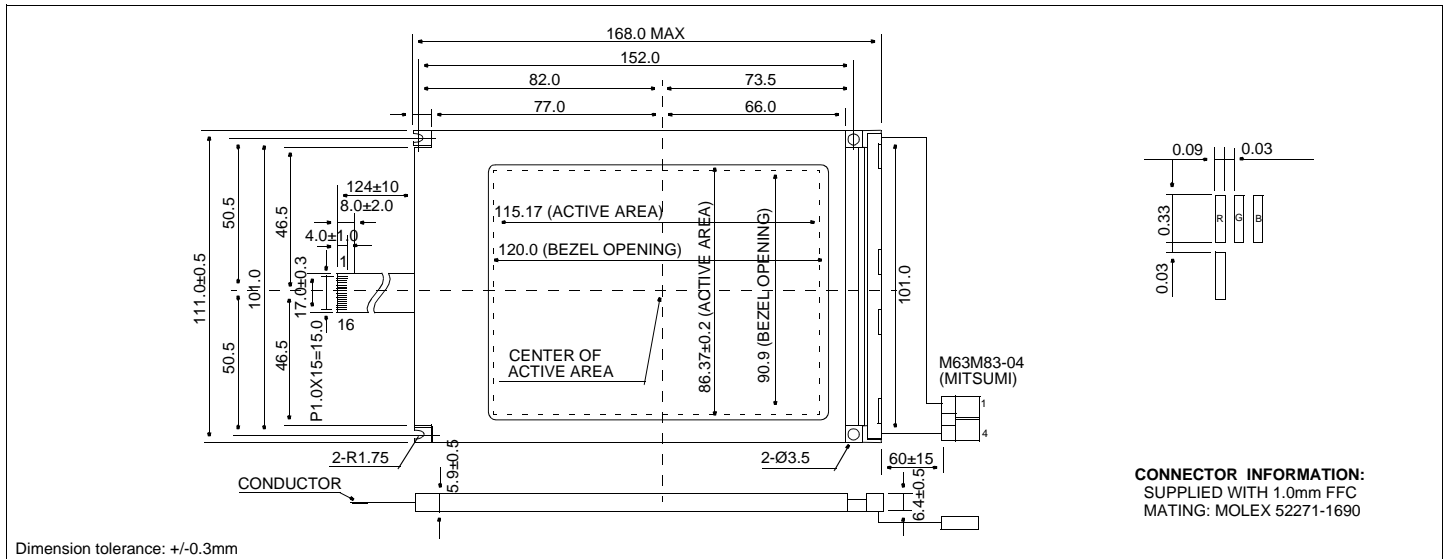 168.0 MAX
152.0
82.0
73.5
77.0
66.0
0.09
0.03
124±10
8.0±2.0
4.0±1.0
1
16
50.5
50.5
46.5
46.5
111.0±0.5
101.0
17.0±0.3
P1.0X15=15.0
115.17 (ACTIVE AREA)
120.0 (BEZEL OPENING)
86.37±0.2 (ACTIVE AREA)
90.9 (BEZEL OPENING)
101.0
CENTER OF
ACTIVE AREA
0.33
R G B
0.03
M63M83-04
(MITSUMI)
1
4
2-R1.75
5.9±0.5
2-Ø3.5
60±15
6.4±0.5
CONDUCTOR
CONNECTOR INFORMATION:
SUPPLIED WITH 1.0mm FFC
MATING: MOLEX 52271-1690
Dimension tolerance: +/-0.3mm